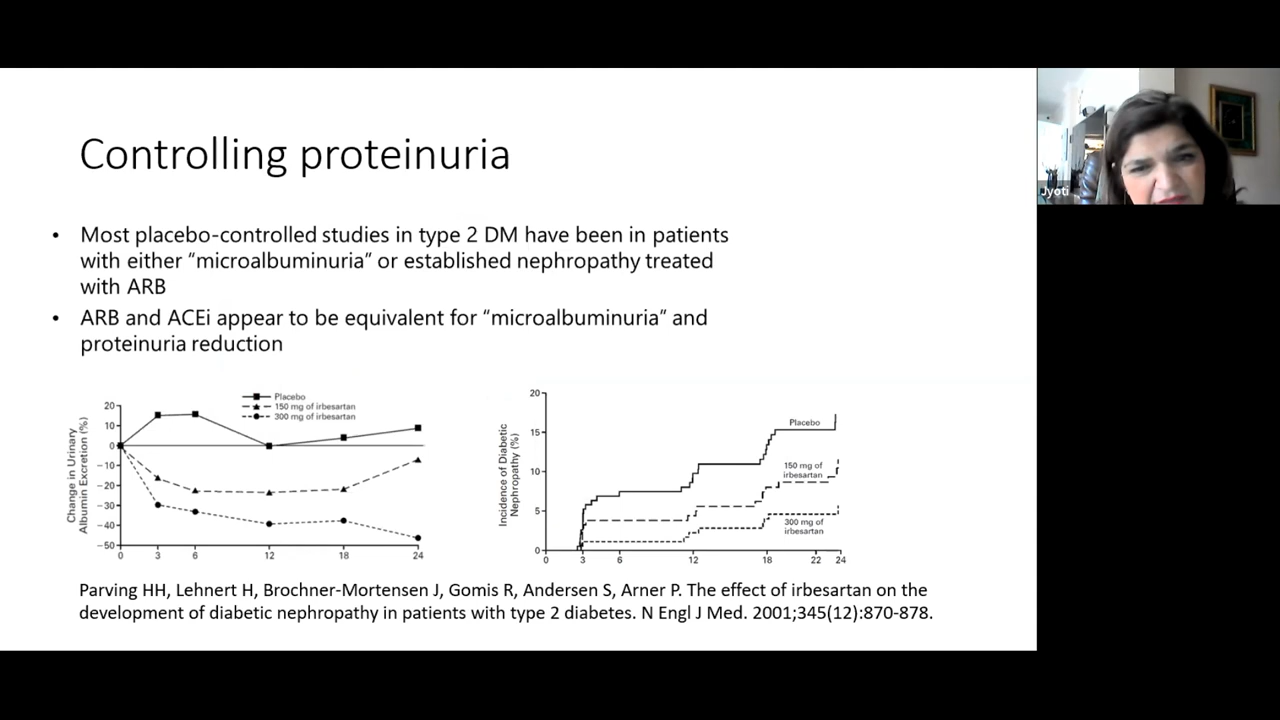 Controlling proteinuria
• Most placebo-controlled studies in type 2 DM have been in patients
with either “microalbuminuria” or established nephropathy treated
with ARB
• ARB and ACEi appear to be equivalent for “microalbuminuria” and
proteinuria reduction
Placebo
150 mg of irbesartan
300 mg of irbesartan
Change in Urinary
Albumin Excretion (%)
20
10
0
−10
−20
−30
−40
−50
0 3 6 12 18 24
Incidence of Diabetic
Nephropathy (%)
20
15
10
5
0
Placebo
150 mg of
irbesartan
300 mg of
irbesartan
0 3 6 12 18 22 24
Parving HH, Lehnert H, Brochner-Mortensen J, Gomis R, Andersen S, Arner P. The effect of irbesartan on the
development of diabetic nephropathy in patients with type 2 diabetes. N Engl J Med. 2001;345(12):870-878.
Jyoti